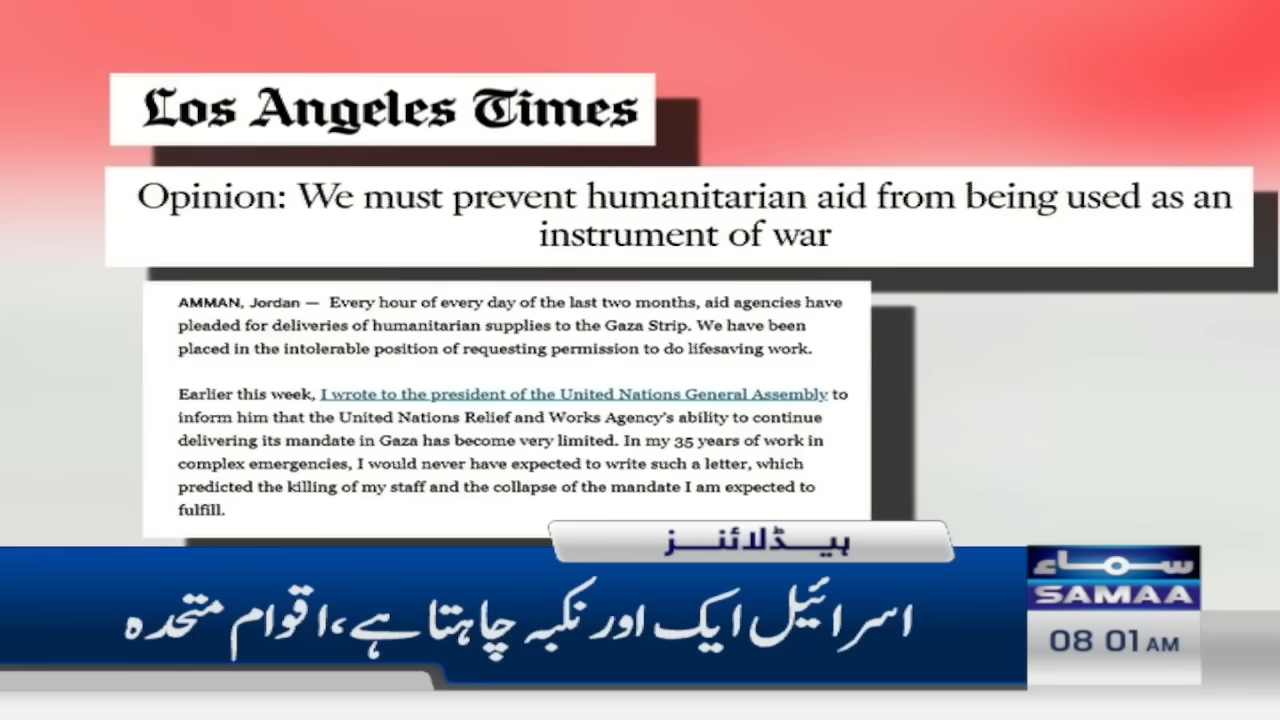 Los Angeles Times
Opinion: We must prevent humanitarian aid from being used as an
instrument of war
AMMAN, Jordan — Every hour of every day of the last two months, aid agencies have
pleaded for deliveries of humanitarian supplies to the Gaza Strip. We have been
placed in the intolerable position of requesting permission to do lifesaving work.
Earlier this week, I wrote to the president of the United Nations General Assembly to
inform him that the United Nations Relief and Works Agency's ability to continue
delivering its mandate in Gaza has become very limited. In my 35 years of work in
complex emergencies, I would never have expected to write such a letter, which
predicted the killing of my staff and the collapse of the mandate I am expected to
fulfill.
ہیڈلائنز
اسرائیل ایک اور نکبہ چاہتا ہے، اقوام متحدہ
سماء
SAMAA
08 01 AM